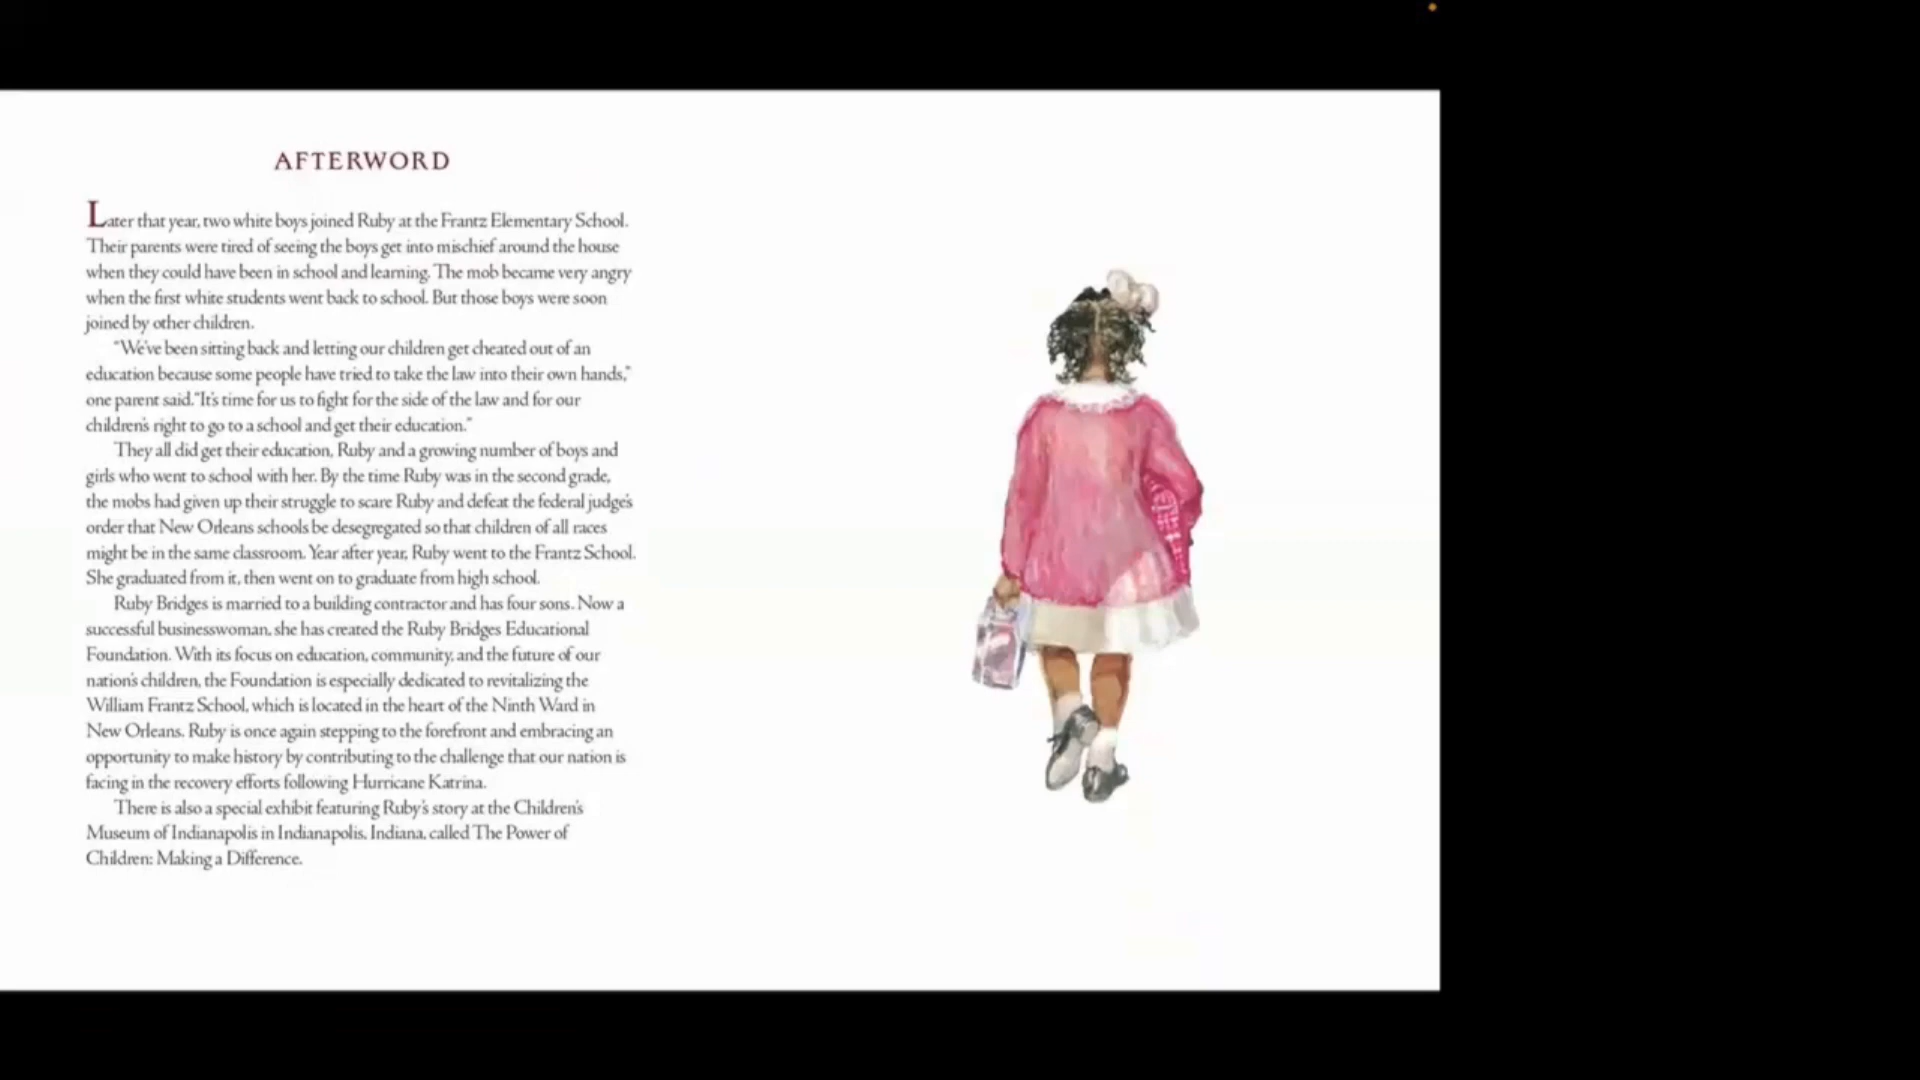 AFTERWORD
Later that year, two white boys joined Ruby at the Frantz Elementary School.
Their parents were tired of seeing the boys get into mischief around the house
when they could have been in school and learning. The mob became very angry
when the first white students went back to school. But those boys were soon
joined by other children.
"We've been sitting back and letting our children get cheated out of an
education because some people have tried to take the law into their own hands,"
one parent said. "It's time for us to fight for the side of the law and for our
children's right to go to a school and get their education."
They all did get their education, Ruby and a growing number of boys and
girls who went to school with her. By the time Ruby was in the second grade,
the mobs had given up their struggle to scare Ruby and defeat the federal judge's
order that New Orleans schools be desegregated so that children of all races
might be in the same classroom. Year after year, Ruby went to the Frantz School.
She graduated from it, then went on to graduate from high school.
Ruby Bridges is married to a building contractor and has four sons. Now a
successful businesswoman, she has created the Ruby Bridges Educational
Foundation. With its focus on education, community, and the future of our
nation's children, the Foundation is especially dedicated to revitalizing the
William Frantz School, which is located in the heart of the Ninth Ward in
New Orleans. Ruby is once again stepping to the forefront and embracing an
opportunity to make history by contributing to the challenge that our nation is
facing in the recovery efforts following Hurricane Katrina.
There is also a special exhibit featuring Ruby's story at the Children's
Museum of Indianapolis in Indianapolis, Indiana, called The Power of
Children: Making a Difference.